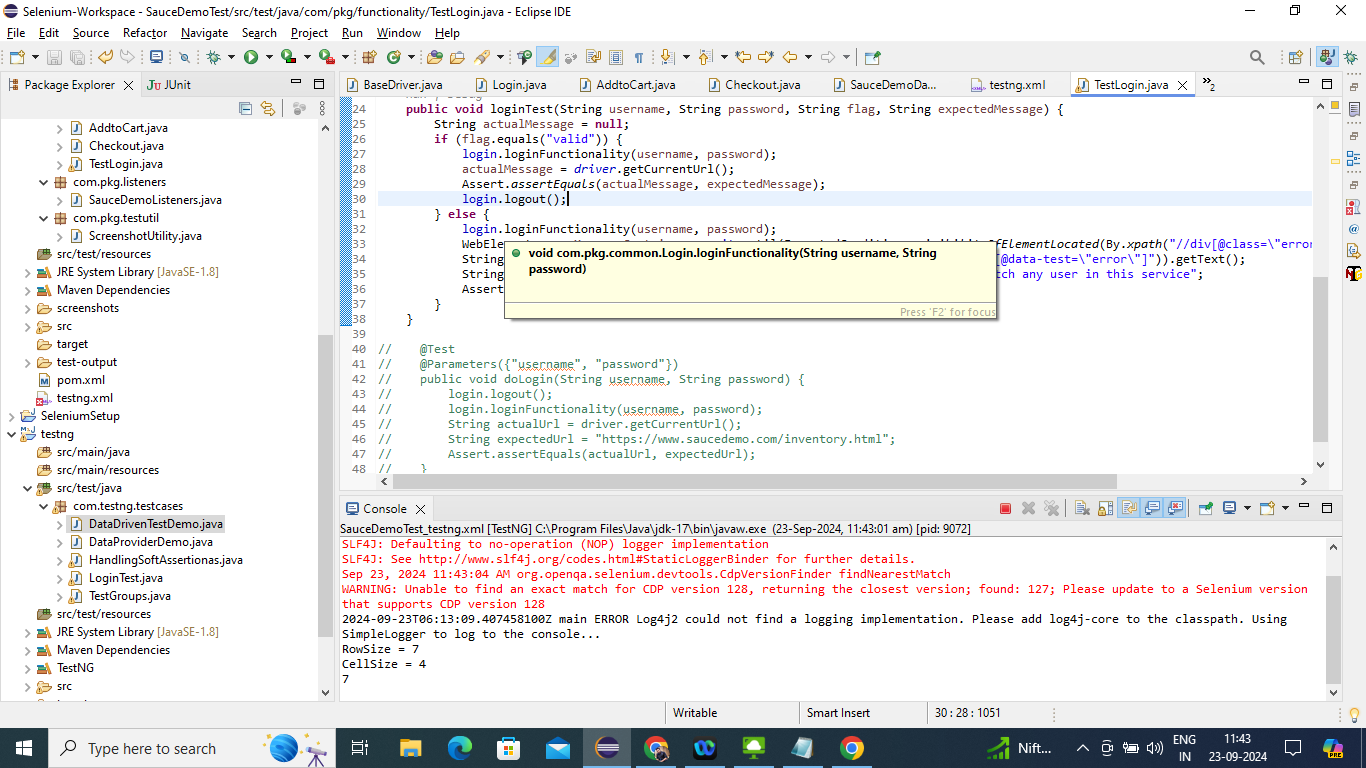 Selenium-Workspace - SauceDemoTest/src/test/java/com/pkg/functionality/TestLogin.java - Eclipse IDE
File Edit Source Refactor Navigate Search Project Run Window Help
Package Explorer JUnit
AddtoCart.java
Checkout.java
TestLogin.java
com.pkg.listeners
SauceDemoListeners.java
com.pkg.testutil
ScreenshotUtility.java
src/test/resources
JRE System Library [JavaSE-1.8]
Maven Dependencies
screenshots
src
target
test-output
pom.xml
testng.xml
SeleniumSetup
testng
src/main/java
src/main/resources
src/test/java
com.testng.testcases
DataDrivenTestDemo.java
DataProviderDemo.java
HandlingSoftAssertionas.java
LoginTest.java
TestGroups.java
src/test/resources
JRE System Library [JavaSE-1.8]
Maven Dependencies
TestNG
src
BaseDriver.java Login.java AddtoCart.java Checkout.java SauceDemoDa... testng.xml TestLogin.java »2
24 public void loginTest(String username, String password, String flag, String expectedMessage) {
25 String actualMessage = null;
26 if (flag.equals("valid")) {
27 login.loginFunctionality(username, password);
28 actualMessage = driver.getCurrentUrl();
29 Assert.assertEquals(actualMessage, expectedMessage);
30 login.logout();
31 } else {
32 login.loginFunctionality(username, password);
33 WebElem ElementLocated(By.xpath("//div[@class=\"error
34 String [@data-test=\"error\"]")).getText();
35 String tch any user in this service";
36 Assert
37 }
38 }
39
40 // @Test
41 // @Parameters({"username", "password"})
42 // public void doLogin(String username, String password) {
43 // login.logout();
44 // login.loginFunctionality(username, password);
45 // String actualUrl = driver.getCurrentUrl();
46 // String expectedUrl = "https://www.saucedemo.com/inventory.html";
47 // Assert.assertEquals(actualUrl, expectedUrl);
48 // }
void com.pkg.common.Login.loginFunctionality(String username, String
password)
Press 'F2' for focus
Console
SauceDemoTest_testng.xml [TestNG] C:\Program Files\Java\jdk-17\bin\javaw.exe (23-Sep-2024, 11:43:01 am) [pid: 9072]
SLF4J: Defaulting to no-operation (NOP) logger implementation
SLF4J: See http://www.slf4j.org/codes.html#StaticLoggerBinder for further details.
Sep 23, 2024 11:43:04 AM org.openqa.selenium.devtools.CdpVersionFinder findNearestMatch
WARNING: Unable to find an exact match for CDP version 128, returning the closest version; found: 127; Please update to a Selenium version
that supports CDP version 128
2024-09-23T06:13:09.407458100Z main ERROR Log4j2 could not find a logging implementation. Please add log4j-core to the classpath. Using
SimpleLogger to log to the console...
RowSize = 7
CellSize = 4
7
Writable Smart Insert 30 : 28 : 1051
Type here to search
Nift...
ENG
IN
11:43
23-09-2024